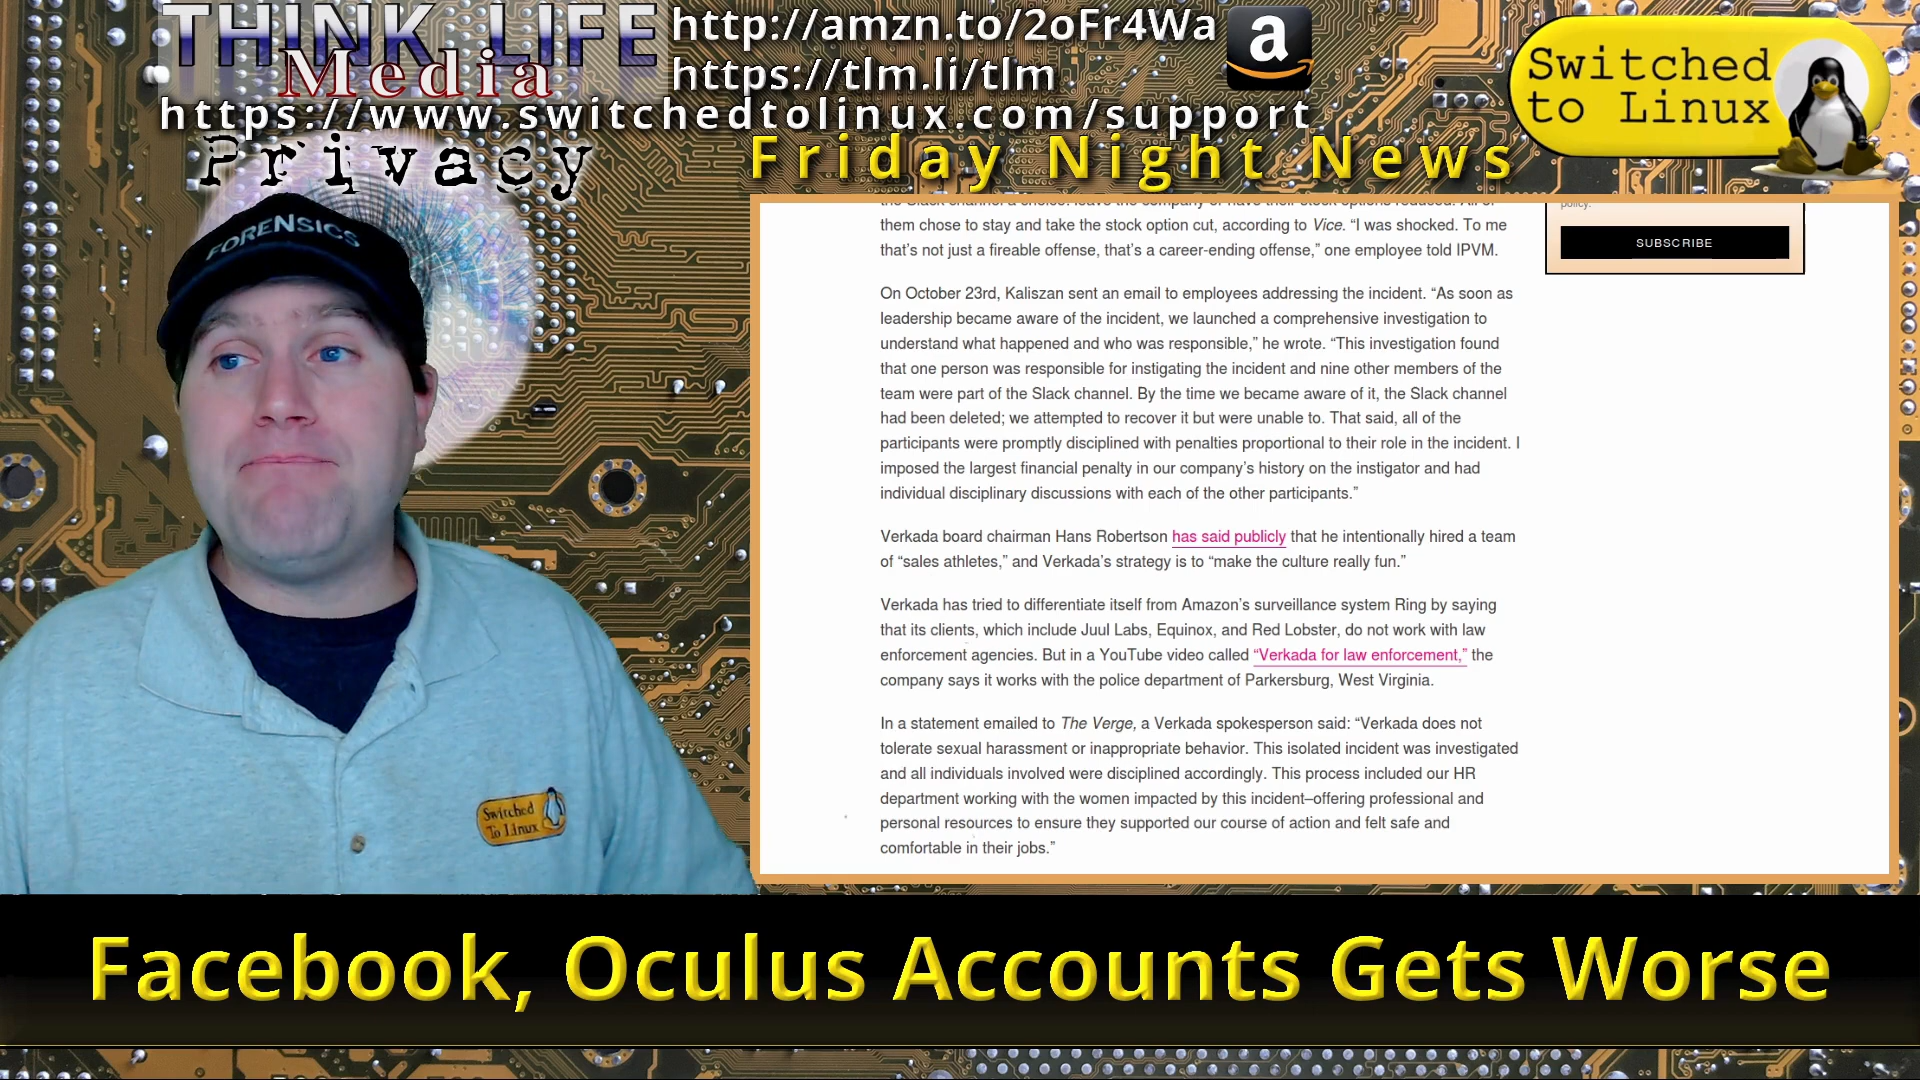 THINK LIFE
Media
http://amzn.to/2oFr4Wa
https://tlm.li/tlm
https://www.switchedtolinux.com/support
a
Switched
to Linux
Privacy
Friday Night News
FORENSICS
the Slack channel a choice: leave the company or have their stock options reduced. All of
them chose to stay and take the stock option cut, according to Vice. “I was shocked. To me
that’s not just a fireable offense, that’s a career-ending offense,” one employee told IPVM.
On October 23rd, Kaliszan sent an email to employees addressing the incident. “As soon as
leadership became aware of the incident, we launched a comprehensive investigation to
understand what happened and who was responsible,” he wrote. “This investigation found
that one person was responsible for instigating the incident and nine other members of the
team were part of the Slack channel. By the time we became aware of it, the Slack channel
had been deleted; we attempted to recover it but were unable to. That said, all of the
participants were promptly disciplined with penalties proportional to their role in the incident. I
imposed the largest financial penalty in our company’s history on the instigator and had
individual disciplinary discussions with each of the other participants.”
Verkada board chairman Hans Robertson has said publicly that he intentionally hired a team
of “sales athletes,” and Verkada’s strategy is to “make the culture really fun.”
Verkada has tried to differentiate itself from Amazon’s surveillance system Ring by saying
that its clients, which include Juul Labs, Equinox, and Red Lobster, do not work with law
enforcement agencies. But in a YouTube video called “Verkada for law enforcement,” the
company says it works with the police department of Parkersburg, West Virginia.
In a statement emailed to The Verge, a Verkada spokesperson said: “Verkada does not
tolerate sexual harassment or inappropriate behavior. This isolated incident was investigated
and all individuals involved were disciplined accordingly. This process included our HR
department working with the women impacted by this incident–offering professional and
personal resources to ensure they supported our course of action and felt safe and
comfortable in their jobs.”
policy.
SUBSCRIBE
Switched
To Linux
Facebook, Oculus Accounts Gets Worse